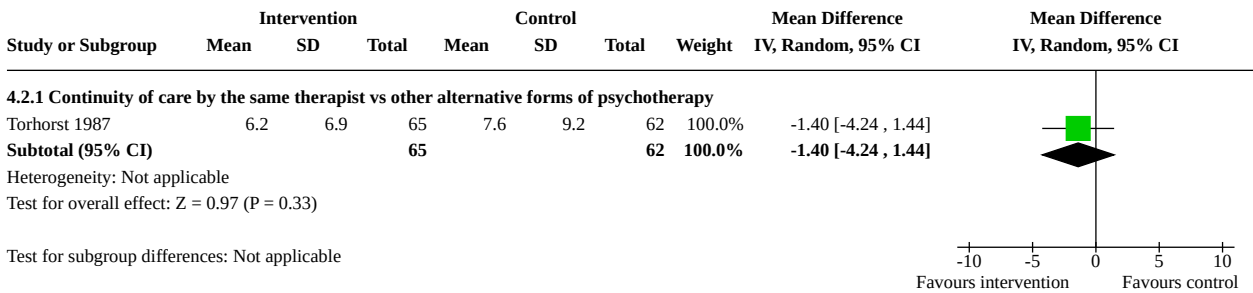 Intervention Control Mean Difference Mean Difference
Study or Subgroup Mean SD Total Mean SD Total Weight IV, Random, 95% CI IV, Random, 95% CI
4.2.1 Continuity of care by the same therapist vs other alternative forms of psychotherapy
Torhorst 1987 6.2 6.9 65 7.6 9.2 62 100.0% -1.40 [-4.24 , 1.44]
Subtotal (95% CI) 65 62 100.0% -1.40 [-4.24 , 1.44]
Heterogeneity: Not applicable
Test for overall effect: Z = 0.97 (P = 0.33)
Test for subgroup differences: Not applicable
-10 -5 0 5 10
Favours intervention Favours control